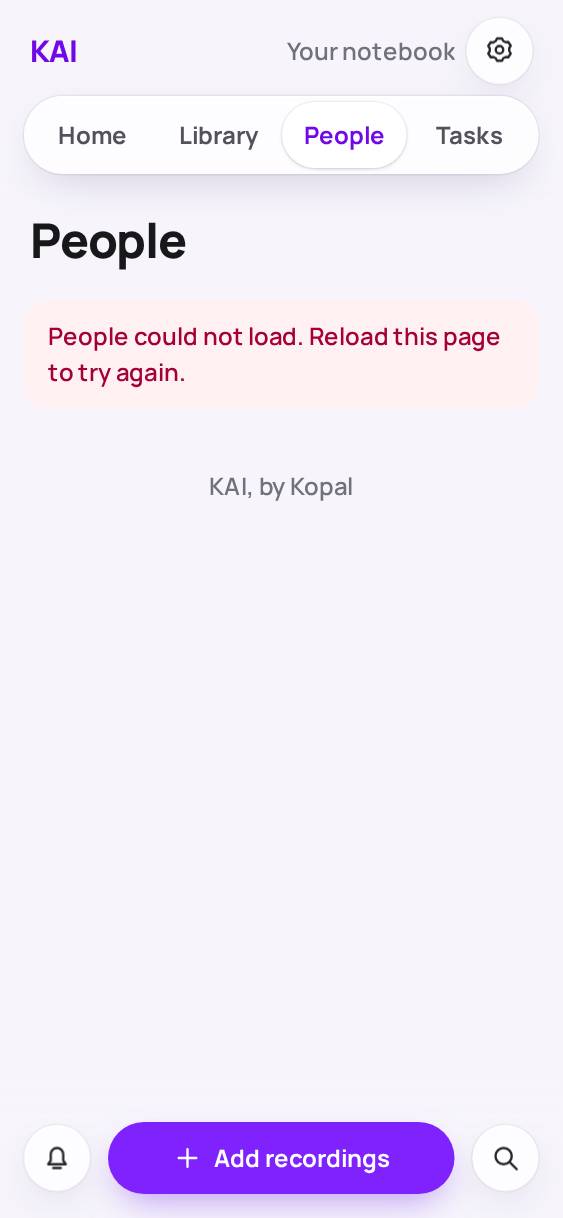 KAI
Your notebook
Home
Library
People
Tasks
People
People could not load. Reload this page
to try again.
KAI, by Kopal
Add recordings